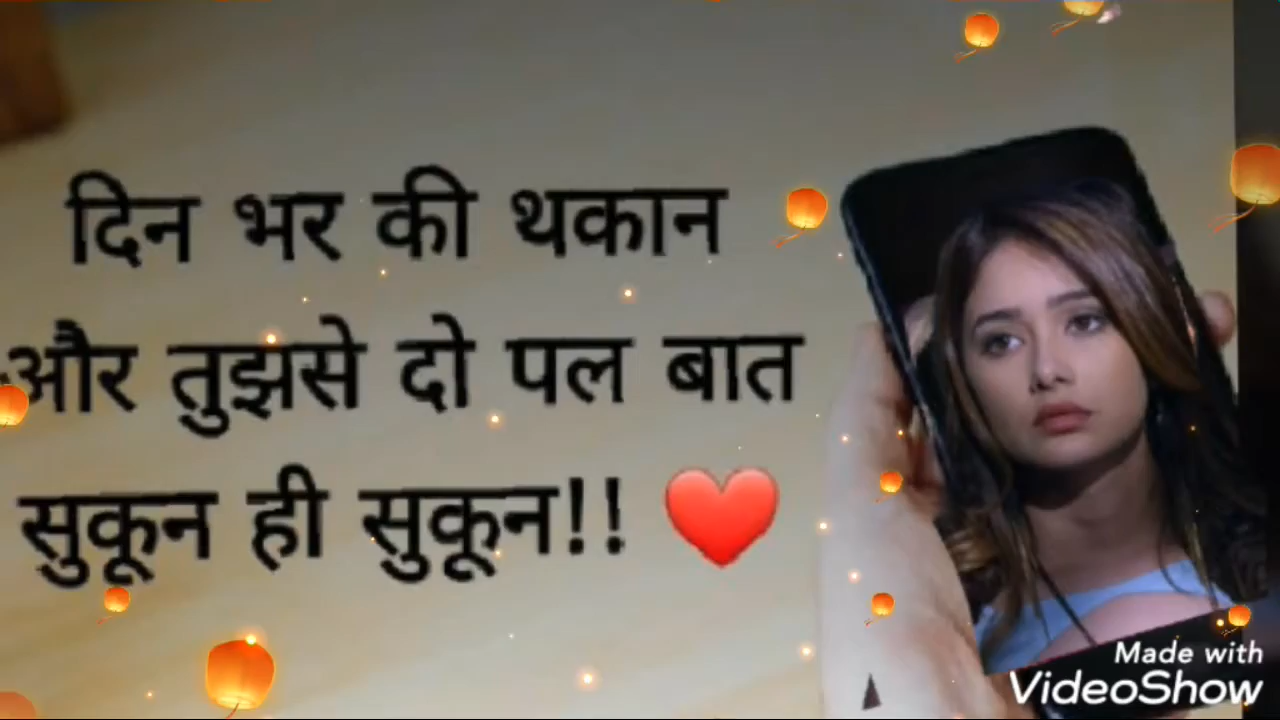 दिन भर की थकान
और तुझसे दो पल बात
सुकून ही सुकून!! ❤️
Made with
VideoShow